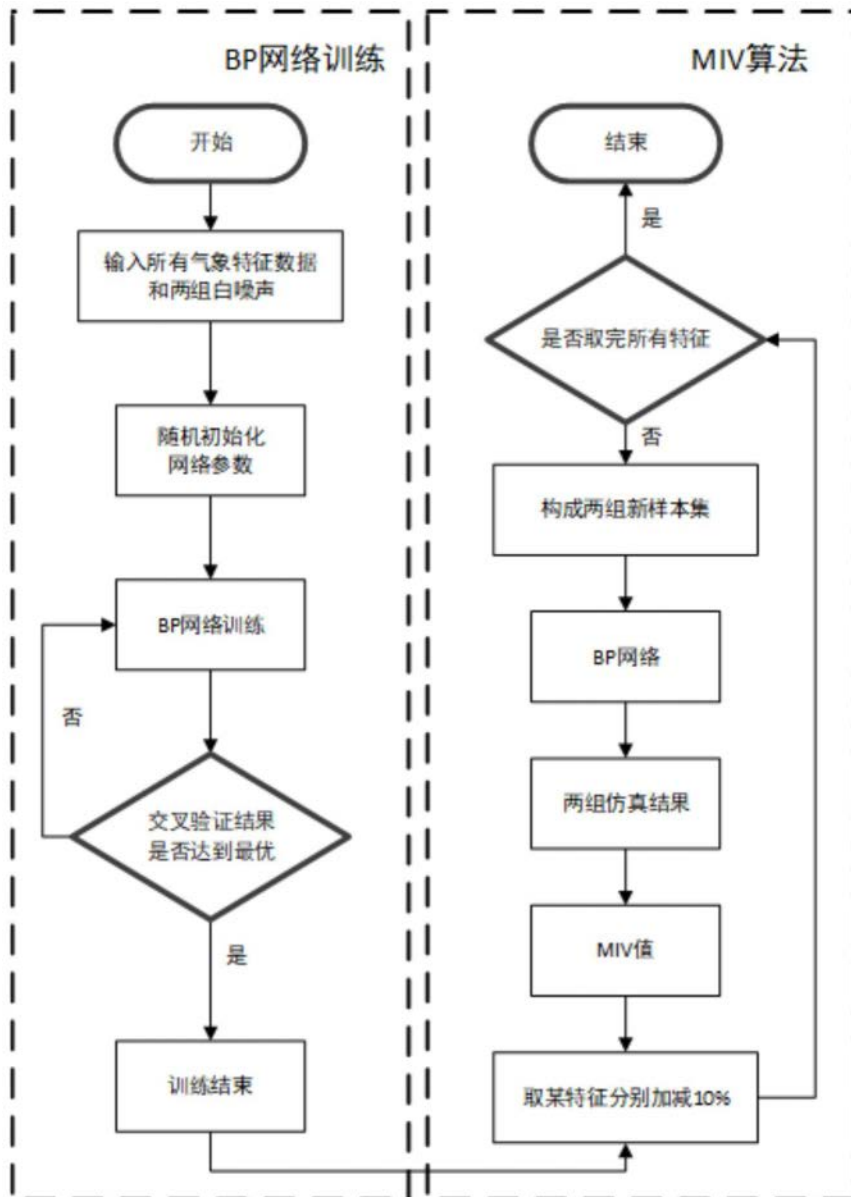 BP网络训练
开始
输入所有气象特征数据
和两组白噪声
随机初始化
网络参数
BP网络训练
否
交叉验证结果
是否达到最优
是
训练结束
MIV算法
结束
是
是否取完所有特征
否
构成两组新样本集
BP网络
两组仿真结果
MIV值
取某特征分别加减10%